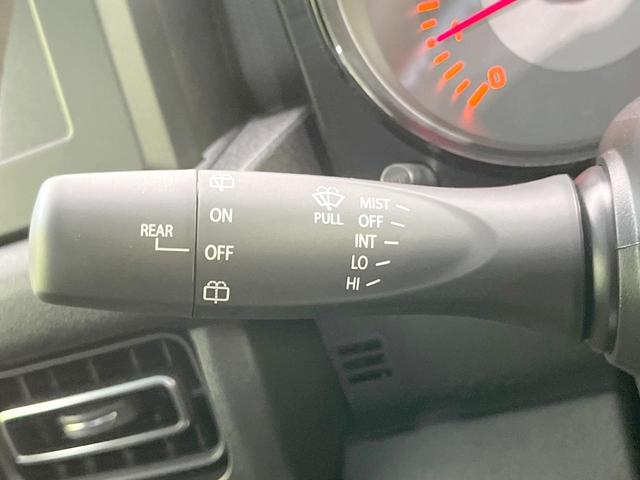 REAR
ON
OFF
PULL
MIST
OFF
INT
LO
HI
0